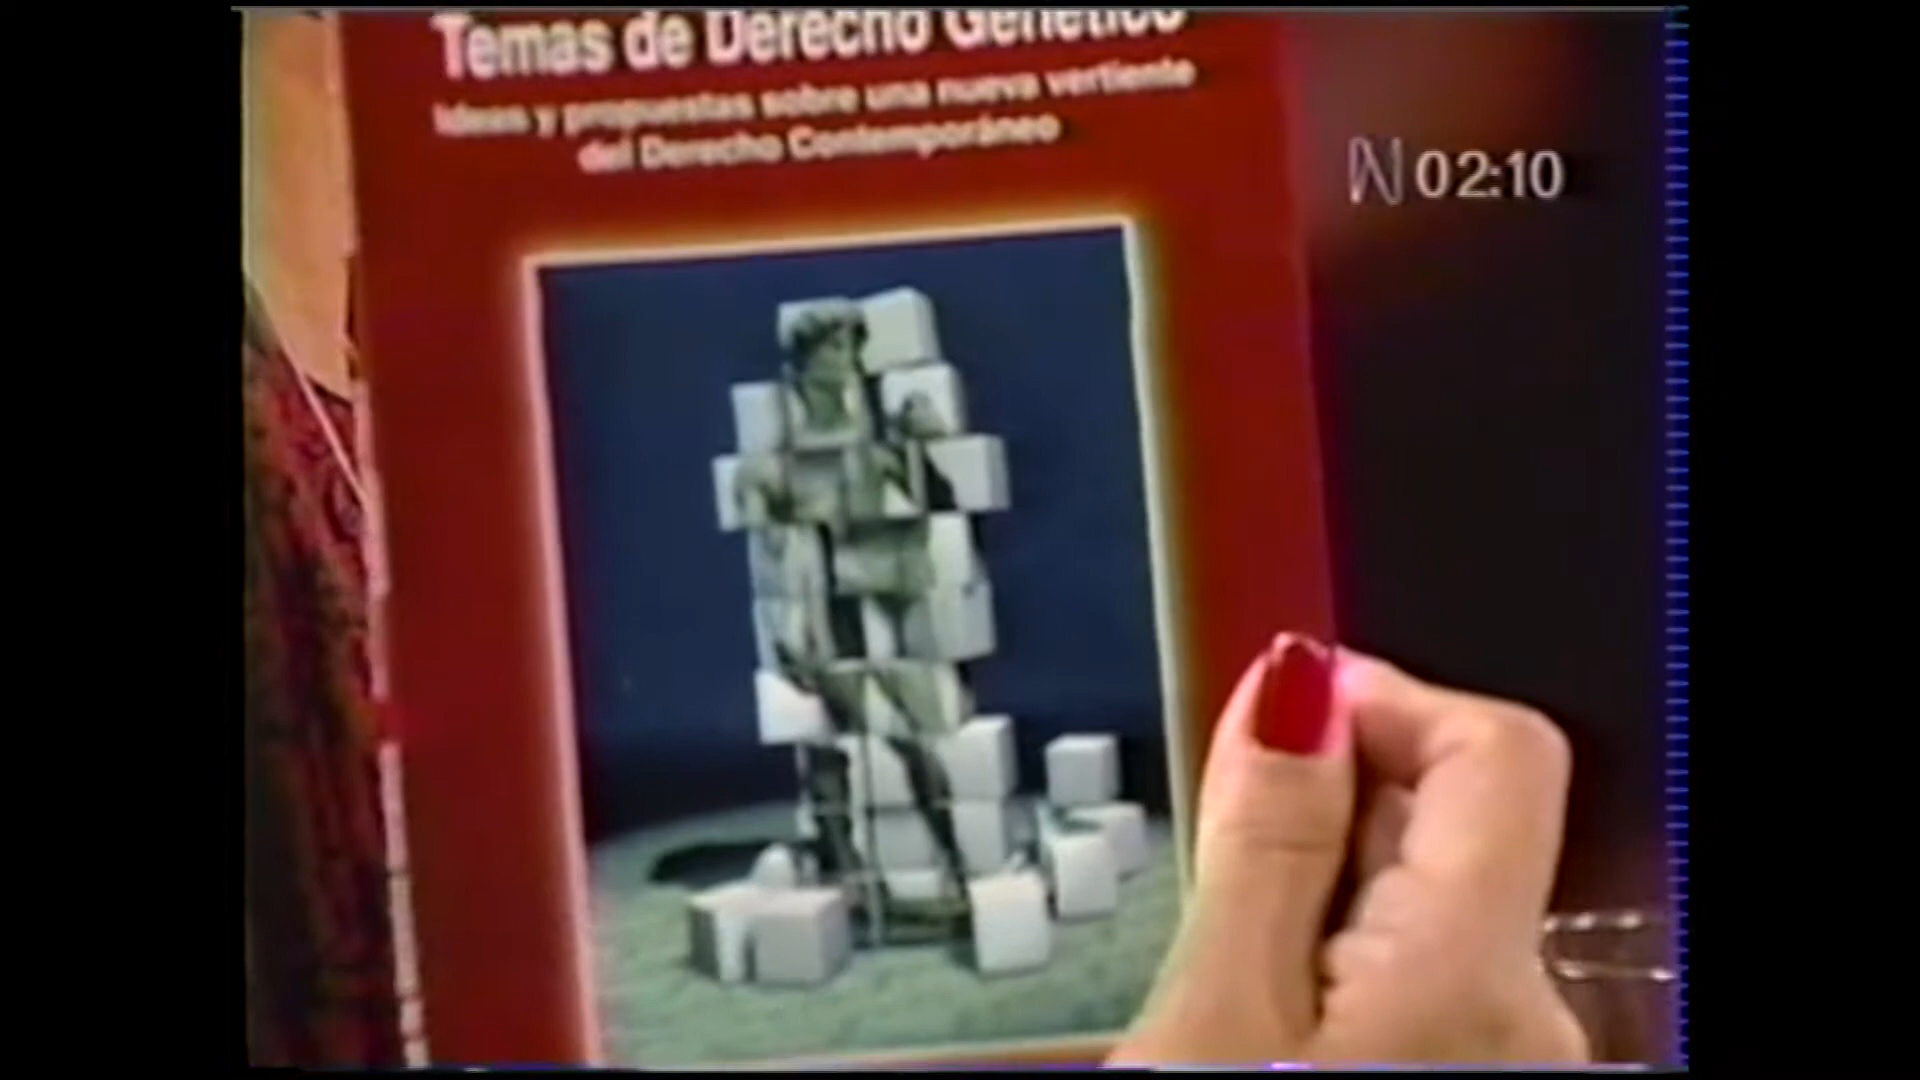 Temas de Derecho Genético
Ideas y propuestas sobre una nueva vertiente
del Derecho Contemporáneo
N 02:10